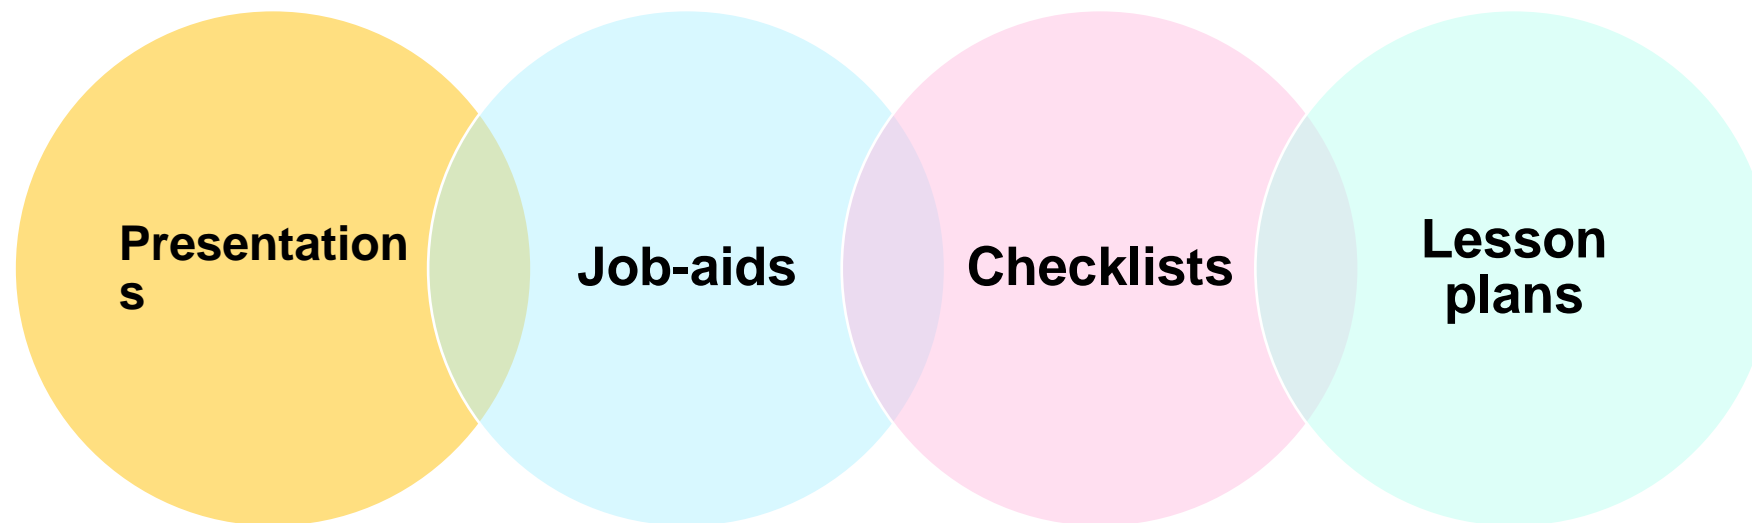 Presentation
s
Job-aids
Checklists
Lesson
plans